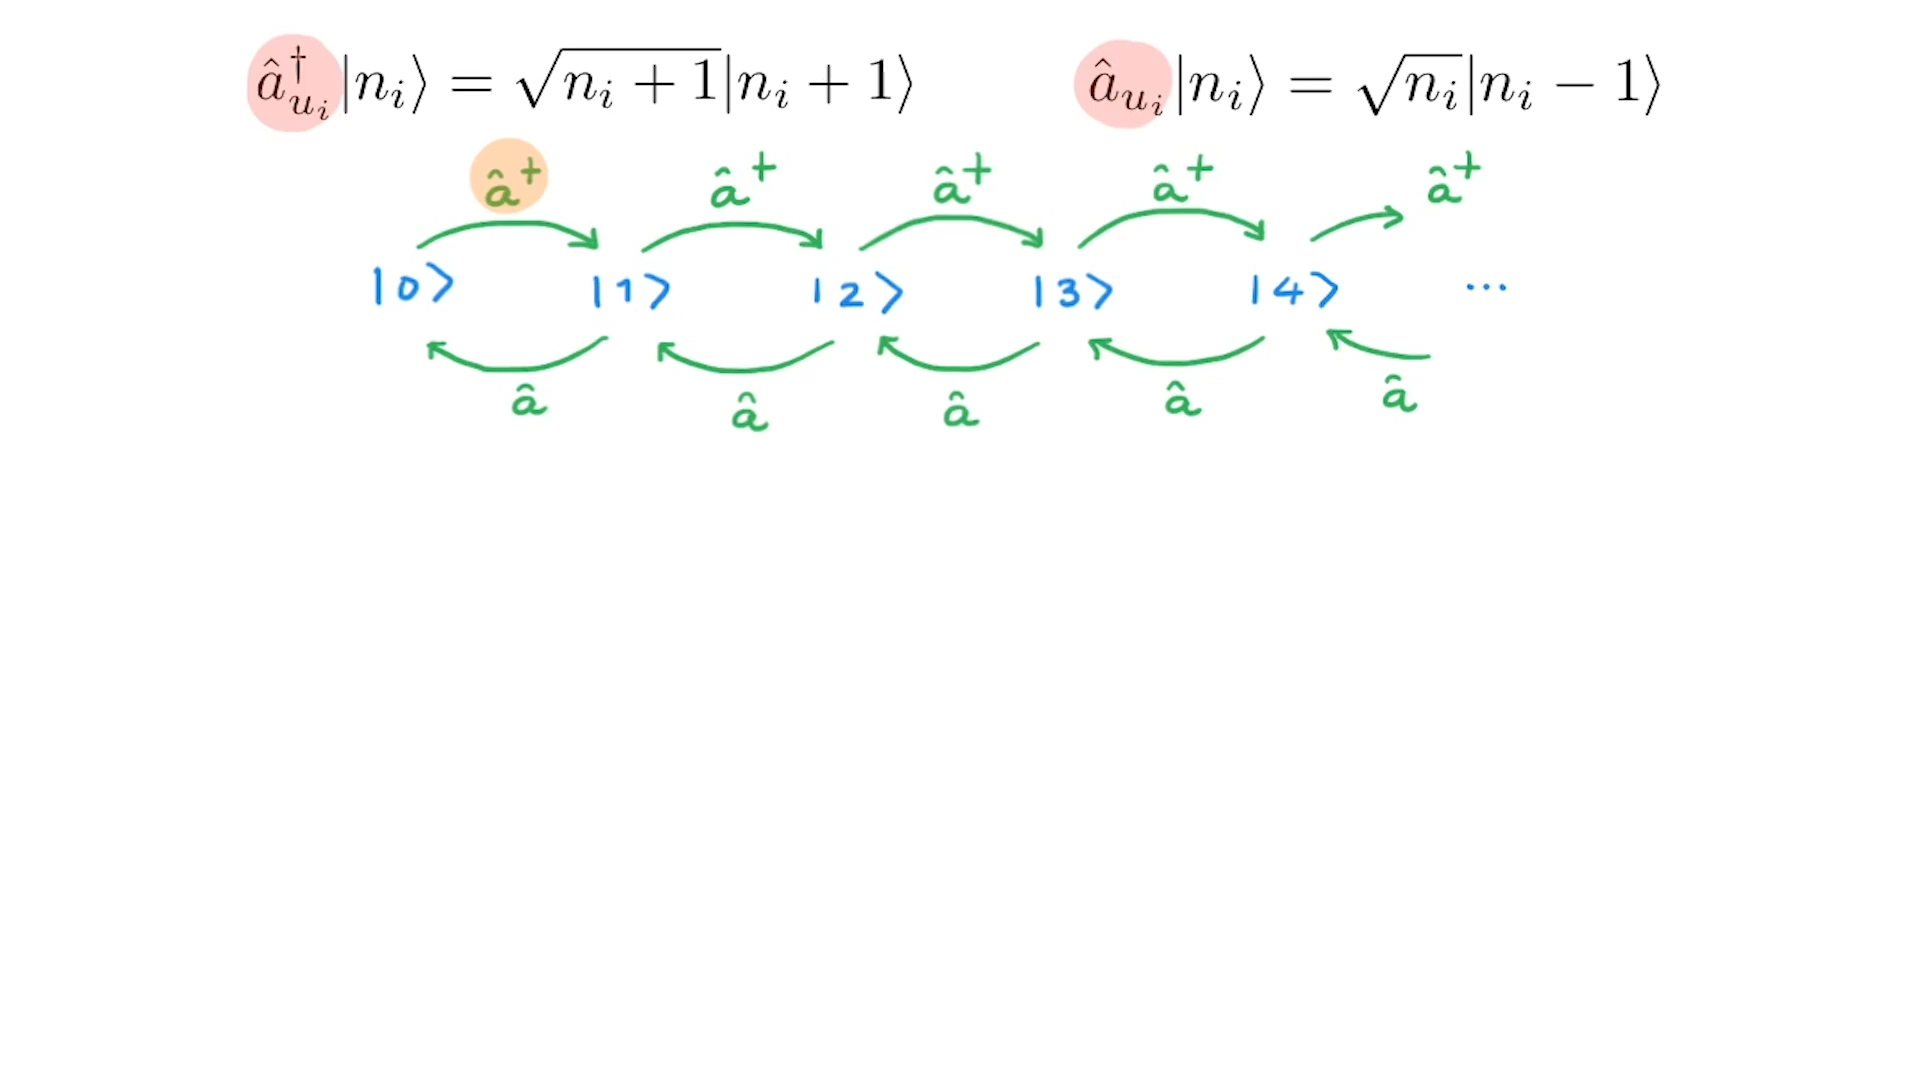 â†_{u_i}|n_i⟩ = √(n_i + 1)|n_i + 1⟩    â_{u_i}|n_i⟩ = √n_i|n_i − 1⟩
â⁺ â⁺ â⁺ â⁺ â⁺
|0⟩ |1⟩ |2⟩ |3⟩ |4⟩ ...
â â â â â